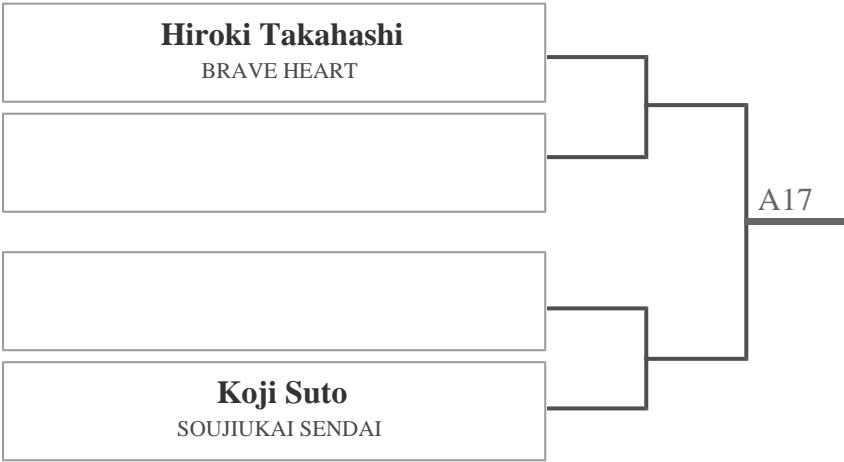 Hiroki Takahashi
BRAVE HEART
A17
Koji Suto
SOUJIUKAI SENDAI